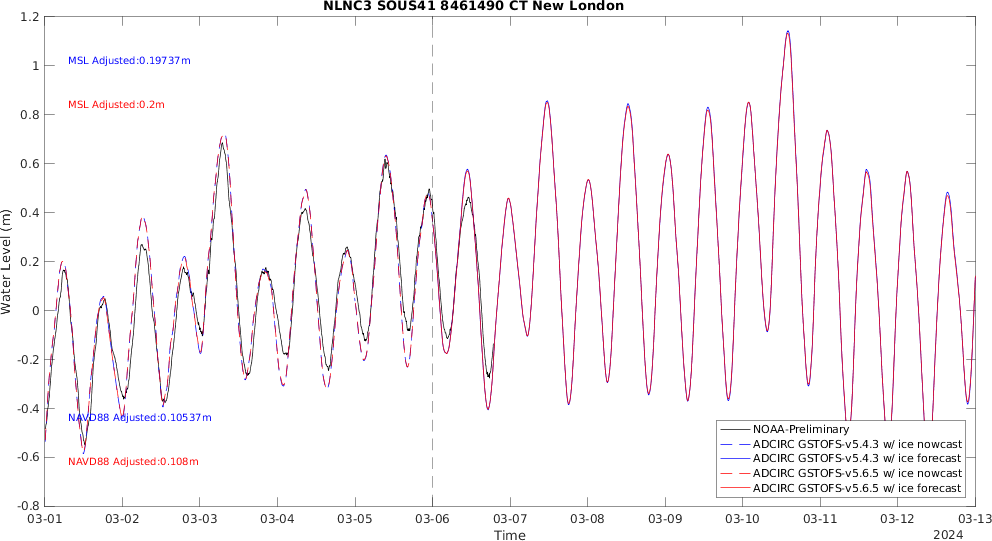 NLNC3 SOUS41 8461490 CT New London
1.2
1
0.8
0.6
0.4
0.2
0
-0.2
-0.4
-0.6
-0.8
Water Level (m)
MSL Adjusted:0.19737m
MSL Adjusted:0.2m
NAVD88 Adjusted:0.10537m
NAVD88 Adjusted:0.108m
NOAA-Preliminary
ADCIRC GSTOFS-v5.4.3 w/ ice nowcast
ADCIRC GSTOFS-v5.4.3 w/ ice forecast
ADCIRC GSTOFS-v5.6.5 w/ ice nowcast
ADCIRC GSTOFS-v5.6.5 w/ ice forecast
03-01 03-02 03-03 03-04 03-05 03-06 03-07 03-08 03-09 03-10 03-11 03-12 03-13
Time
2024